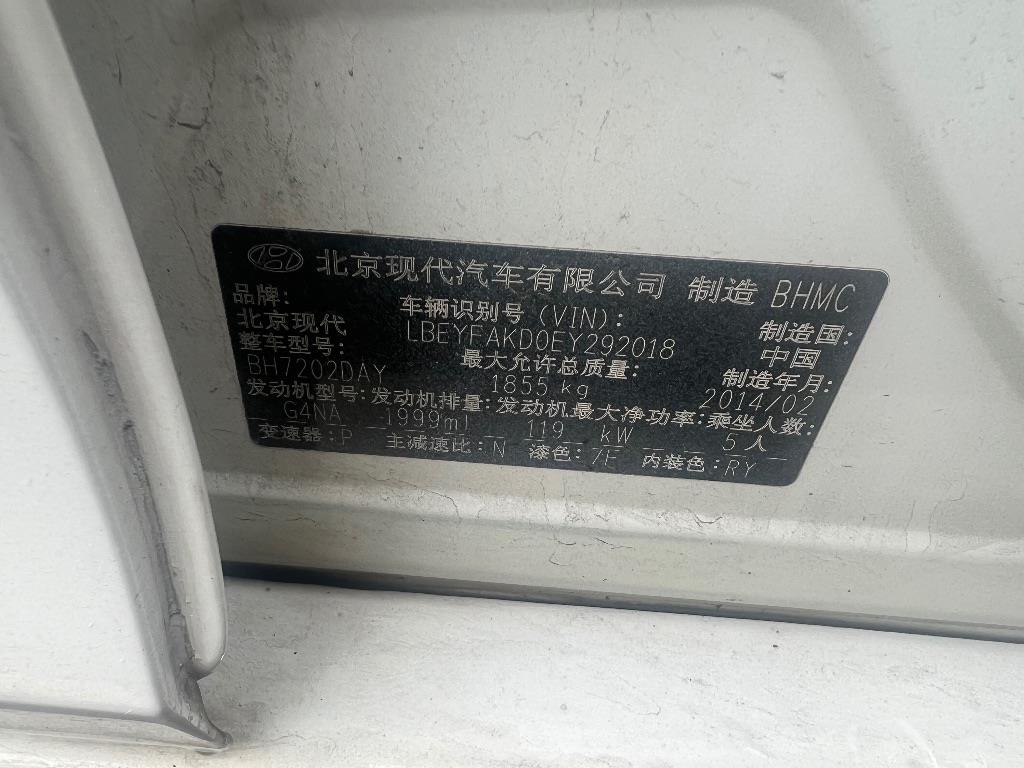 北京现代汽车有限公司 制造 BHMC
品牌: 车辆识别号 (VIN): 制造国:
北京现代 LBEYFAKD0EY292018 中国
整车型号: 最大允许总质量: 制造年月:
BH7202DAY 1855 kg 2014/02
发动机型号: 发动机排量: 发动机最大净功率: 乘坐人数:
G4NA 1999ml 119 kW 5 人
变速器: P 主减速比: N 漆色: 7F 内装色: RY